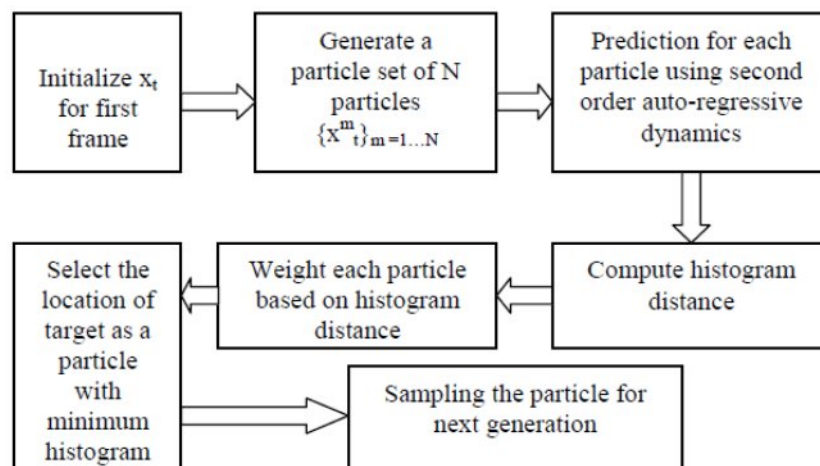 Initialize xₜ
for first
frame
Generate a
particle set of N
particles
{xᵐₜ}ₘ₌₁…N
Prediction for each
particle using second
order auto-regressive
dynamics
Compute histogram
distance
Weight each particle
based on histogram
distance
Select the
location of
target as a
particle
with
minimum
histogram
Sampling the particle for
next generation